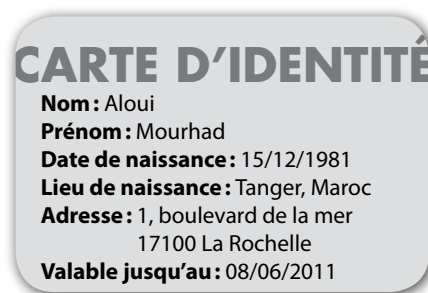 CARTE D'IDENTITÉ
Nom : Aloui
Prénom : Mourhad
Date de naissance : 15/12/1981
Lieu de naissance : Tanger, Maroc
Adresse : 1, boulevard de la mer
17100 La Rochelle
Valable jusqu'au : 08/06/2011